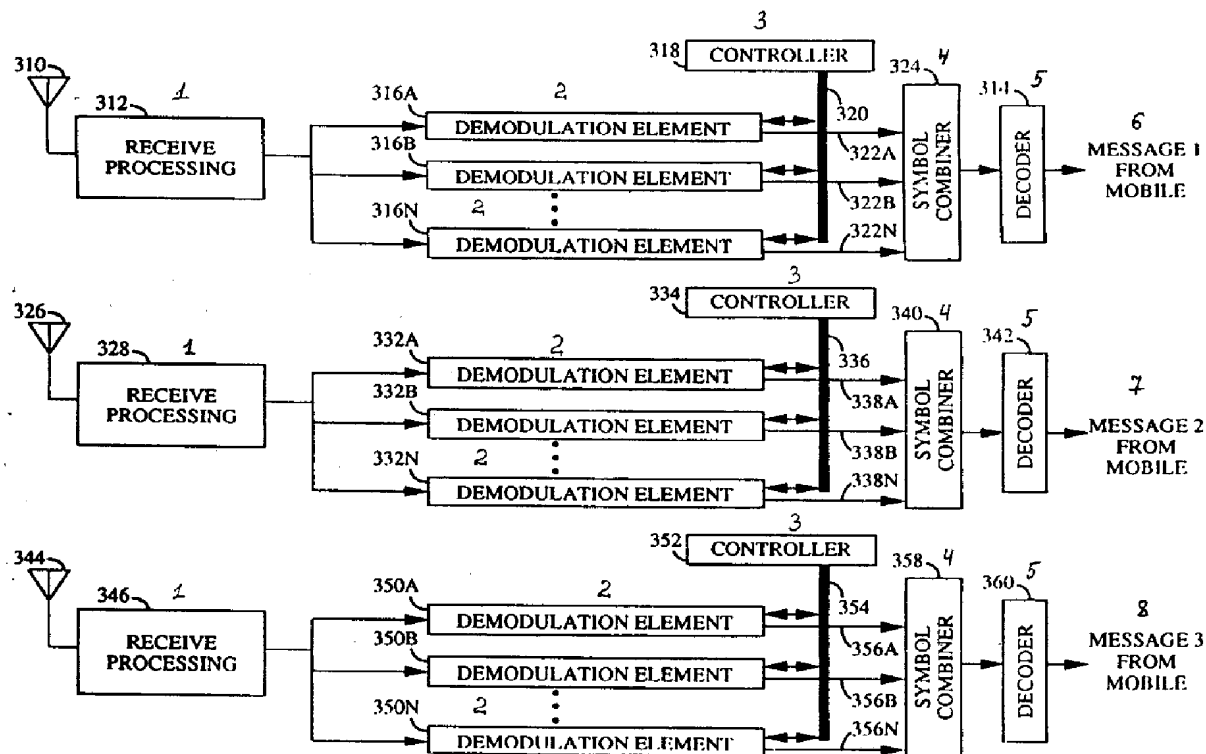 3
318 CONTROLLER
310
1
312
RECEIVE
PROCESSING
2
316A
DEMODULATION ELEMENT
316B
DEMODULATION ELEMENT
316N 2
DEMODULATION ELEMENT
320
322A
322B
322N
324 4
SYMBOL
COMBINER
314 5
DECODER
6
MESSAGE 1
FROM
MOBILE
3
334 CONTROLLER
326
1
328
RECEIVE
PROCESSING
2
332A
DEMODULATION ELEMENT
332B
DEMODULATION ELEMENT
332N 2
DEMODULATION ELEMENT
336
338A
338B
338N
340 4
SYMBOL
COMBINER
342 5
DECODER
7
MESSAGE 2
FROM
MOBILE
3
352 CONTROLLER
344
1
346
RECEIVE
PROCESSING
2
350A
DEMODULATION ELEMENT
350B
DEMODULATION ELEMENT
350N 2
DEMODULATION ELEMENT
354
356A
356B
356N
358 4
SYMBOL
COMBINER
360 5
DECODER
8
MESSAGE 3
FROM
MOBILE